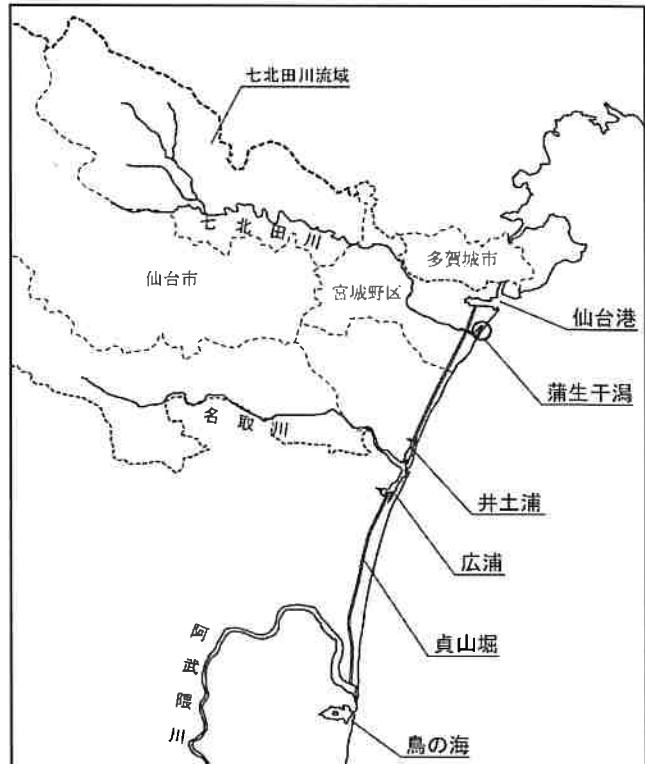 七北田川流域
七北田川
多賀城市
仙台市
宮城野区
仙台港
蒲生干潟
名取川
井土浦
広浦
貞山堀
阿武隈川
鳥の海